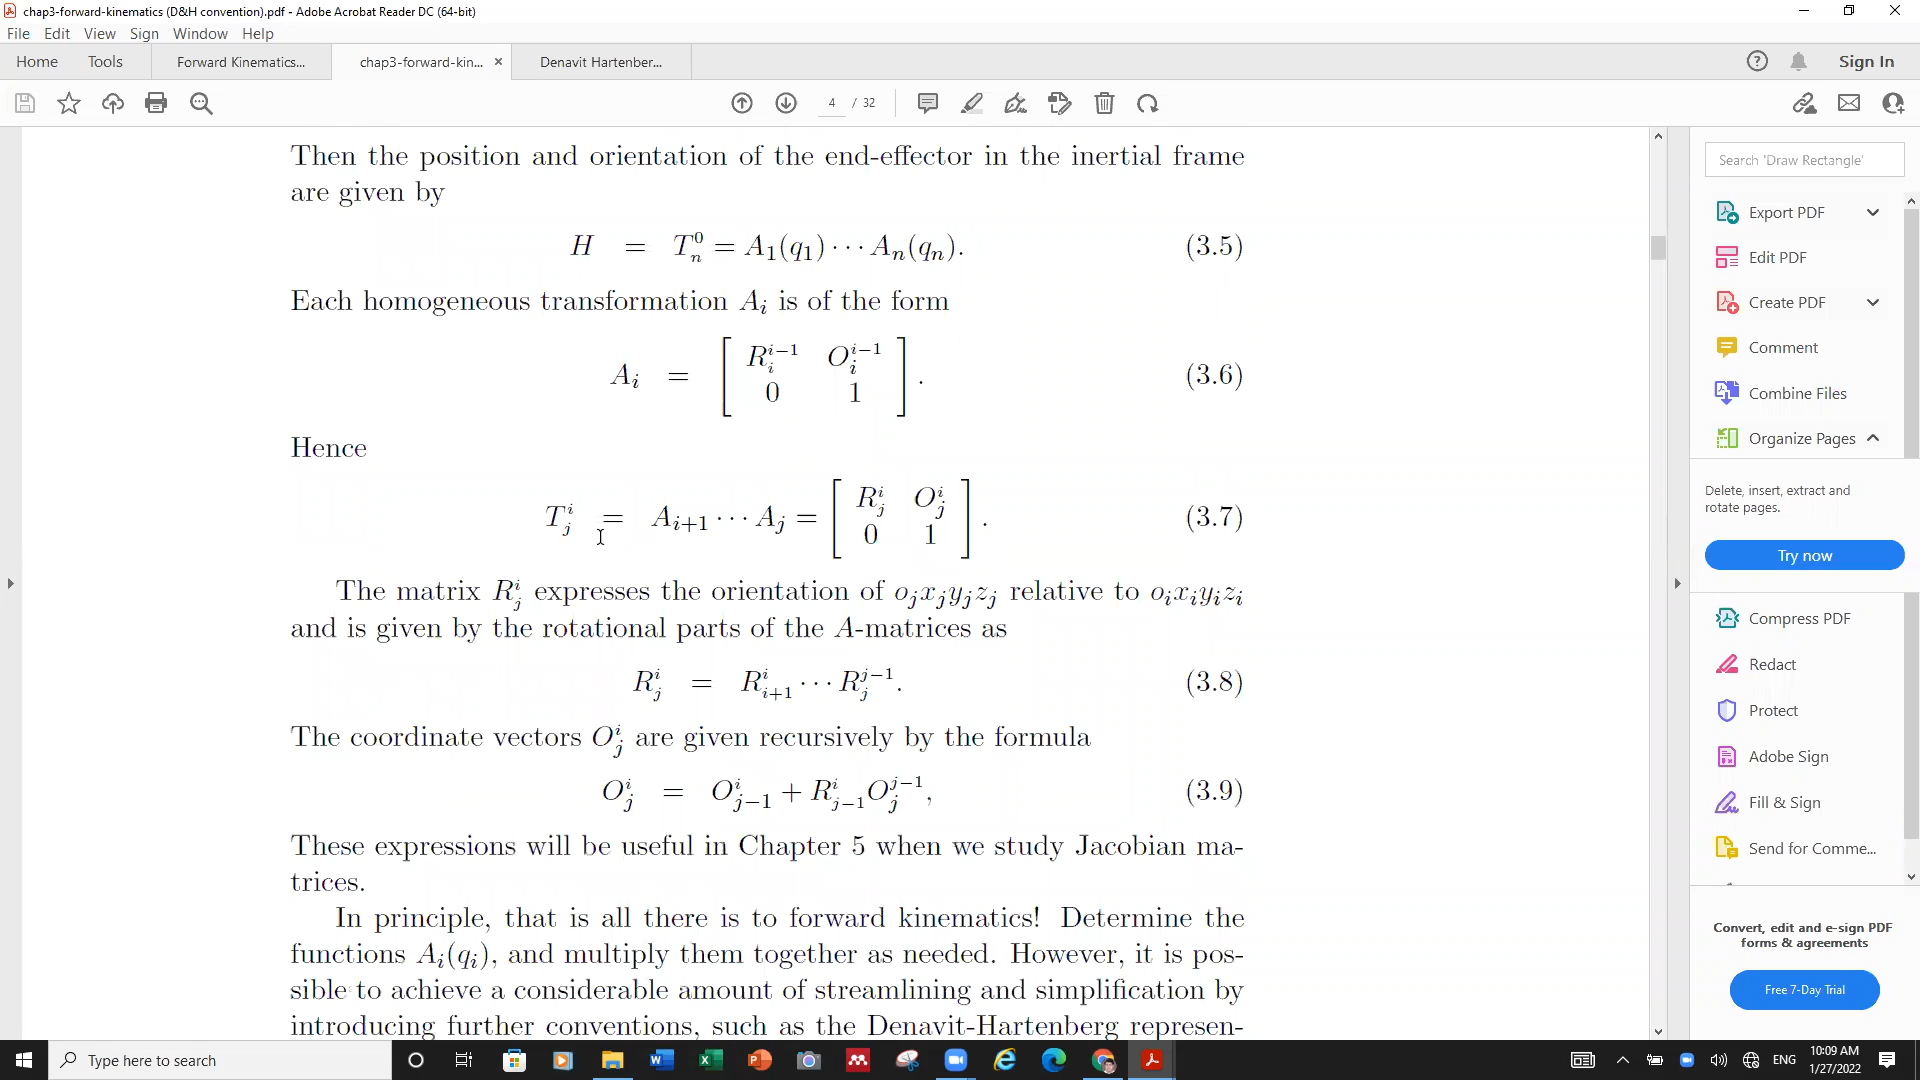 chap3-forward-kinematics (D&H convention).pdf - Adobe Acrobat Reader DC (64-bit)
File Edit View Sign Window Help
Home Tools Forward Kinematics... chap3-forward-kin... × Denavit Hartenber... Sign In
4 / 32
Then the position and orientation of the end-effector in the inertial frame
are given by
H = T_n^0 = A_1(q_1) ··· A_n(q_n). (3.5)
Each homogeneous transformation A_i is of the form
A_i = [ R_i^{i−1} O_i^{i−1} ; 0 1 ] . (3.6)
Hence
T_j^i = A_{i+1} ··· A_j = [ R_j^i O_j^i ; 0 1 ] . (3.7)
The matrix R_j^i expresses the orientation of o_jx_jy_jz_j relative to o_ix_iy_iz_i
and is given by the rotational parts of the A-matrices as
R_j^i = R_{i+1}^i ··· R_j^{j−1}. (3.8)
The coordinate vectors O_j^i are given recursively by the formula
O_j^i = O_{j−1}^i + R_{j−1}^i O_j^{j−1}, (3.9)
These expressions will be useful in Chapter 5 when we study Jacobian ma-
trices.
In principle, that is all there is to forward kinematics! Determine the
functions A_i(q_i), and multiply them together as needed. However, it is pos-
sible to achieve a considerable amount of streamlining and simplification by
introducing further conventions, such as the Denavit-Hartenberg represen-
Search 'Draw Rectangle'
Export PDF
Edit PDF
Create PDF
Comment
Combine Files
Organize Pages
Delete, insert, extract and
rotate pages.
Try now
Compress PDF
Redact
Protect
Adobe Sign
Fill & Sign
Send for Comme...
Convert, edit and e-sign PDF
forms & agreements
Free 7-Day Trial
Type here to search
ENG
10:09 AM
1/27/2022